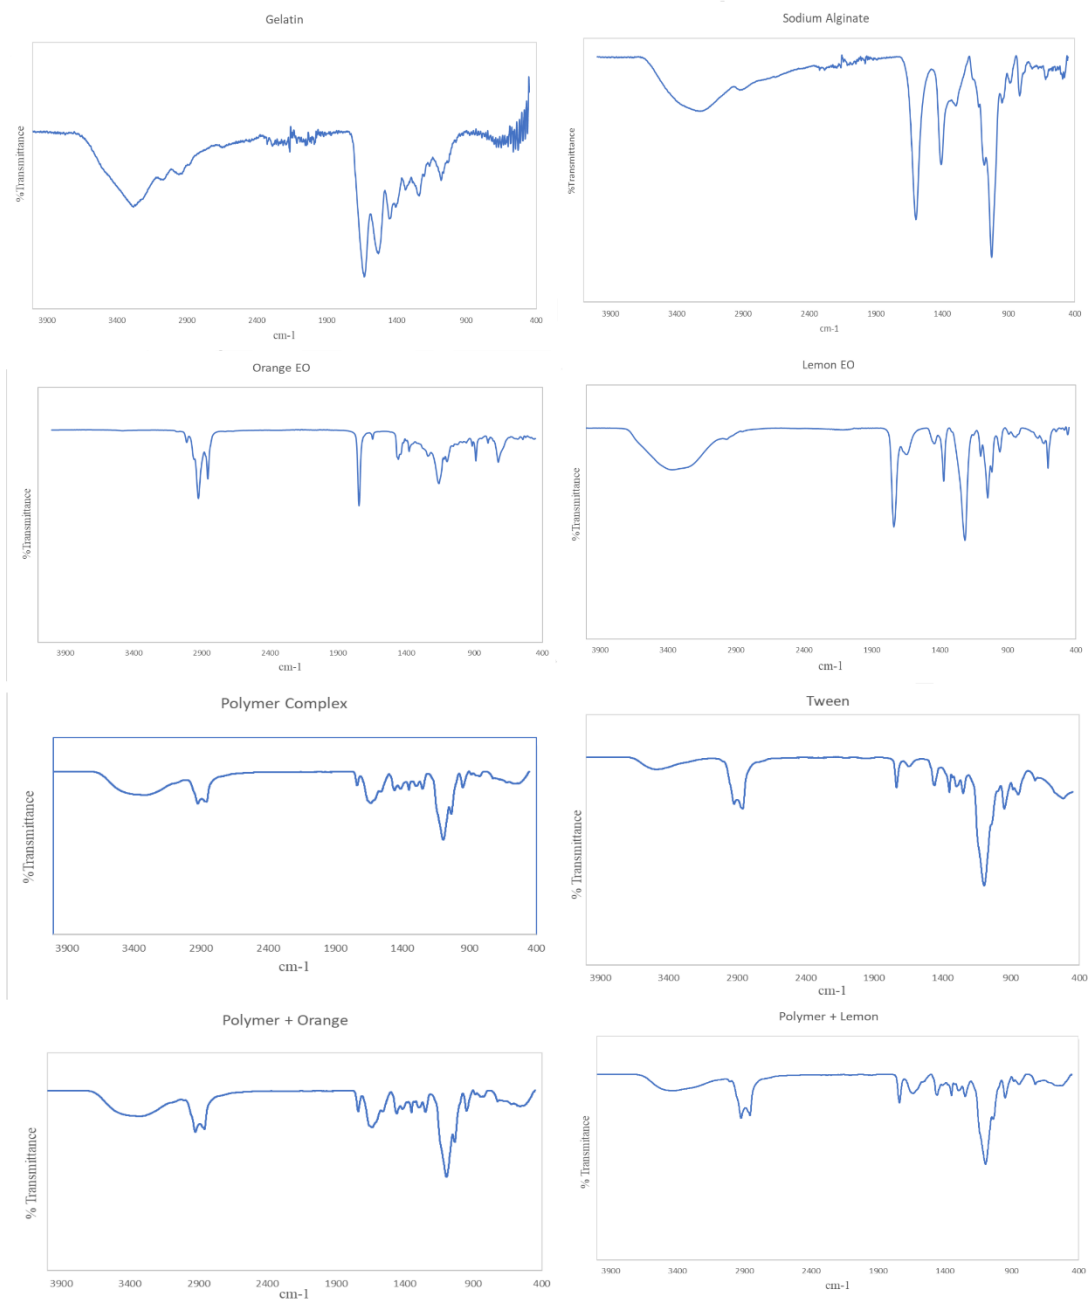 Gelatin
%Transmittance
3900 3400 2900 2400 1900 1400 900 400
cm-1
Sodium Alginate
%Transmittance
3900 3400 2900 2400 1900 1400 900 400
cm-1
Orange EO
%Transmittance
3900 3400 2900 2400 1900 1400 900 400
cm-1
Lemon EO
%Transmittance
3900 3400 2900 2400 1900 1400 900 400
cm-1
Polymer Complex
%Transmittance
3900 3400 2900 2400 1900 1400 900 400
cm-1
Tween
% Transmittance
3900 3400 2900 2400 1900 1400 900 400
cm-1
Polymer + Orange
% Transmittance
3900 3400 2900 2400 1900 1400 900 400
cm-1
Polymer + Lemon
% Transmitance
3900 3400 2900 2400 1900 1400 900 400
cm-1